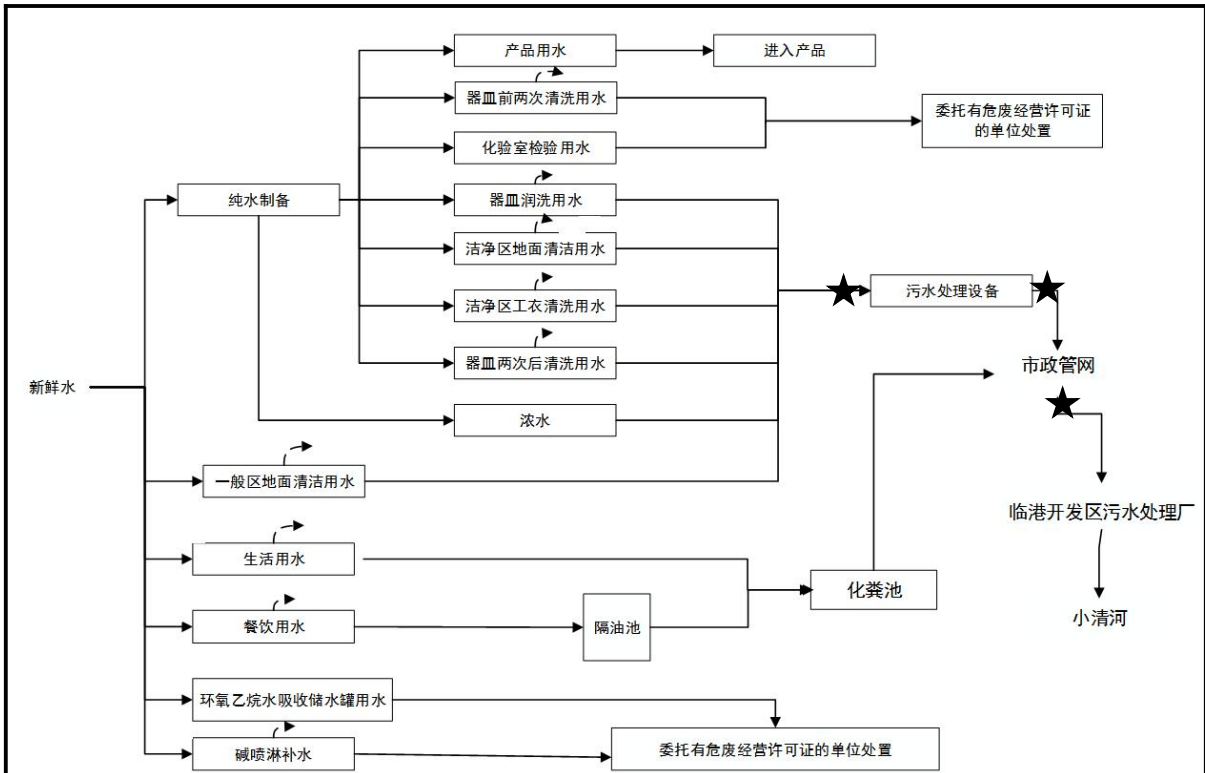 产品用水
进入产品
器皿前两次清洗用水
委托有危废经营许可证
的单位处置
化验室检验用水
纯水制备
器皿润洗用水
洁净区地面清洁用水
污水处理设备
洁净区工衣清洗用水
器皿两次后清洗用水
市政管网
新鲜水
浓水
一般区地面清洁用水
临港开发区污水处理厂
生活用水
化粪池
小清河
餐饮用水
隔油池
环氧乙烷水吸收储水罐用水
碱喷淋补水
委托有危废经营许可证的单位处置